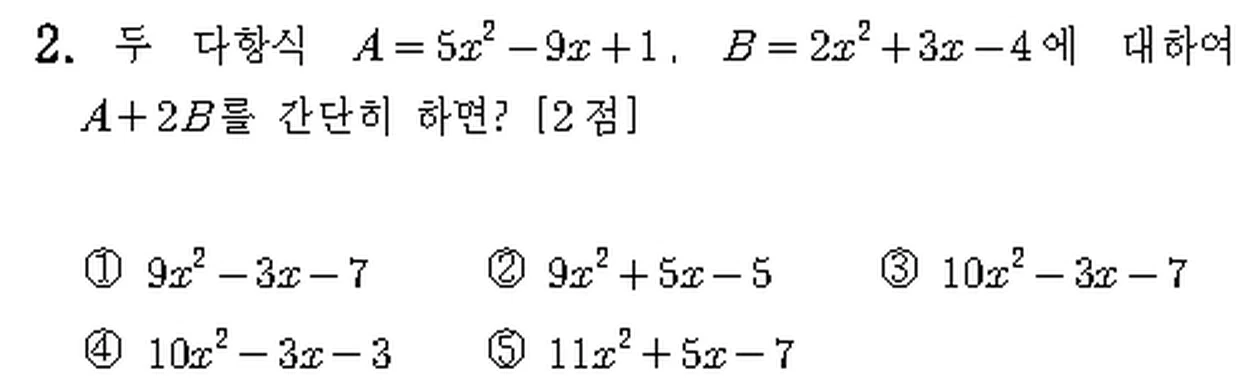 2. 두 다항식 A = 5x² − 9x + 1, B = 2x² + 3x − 4에 대하여
A + 2B를 간단히 하면? [2점]
① 9x² − 3x − 7 ② 9x² + 5x − 5 ③ 10x² − 3x − 7
④ 10x² − 3x − 3 ⑤ 11x² + 5x − 7